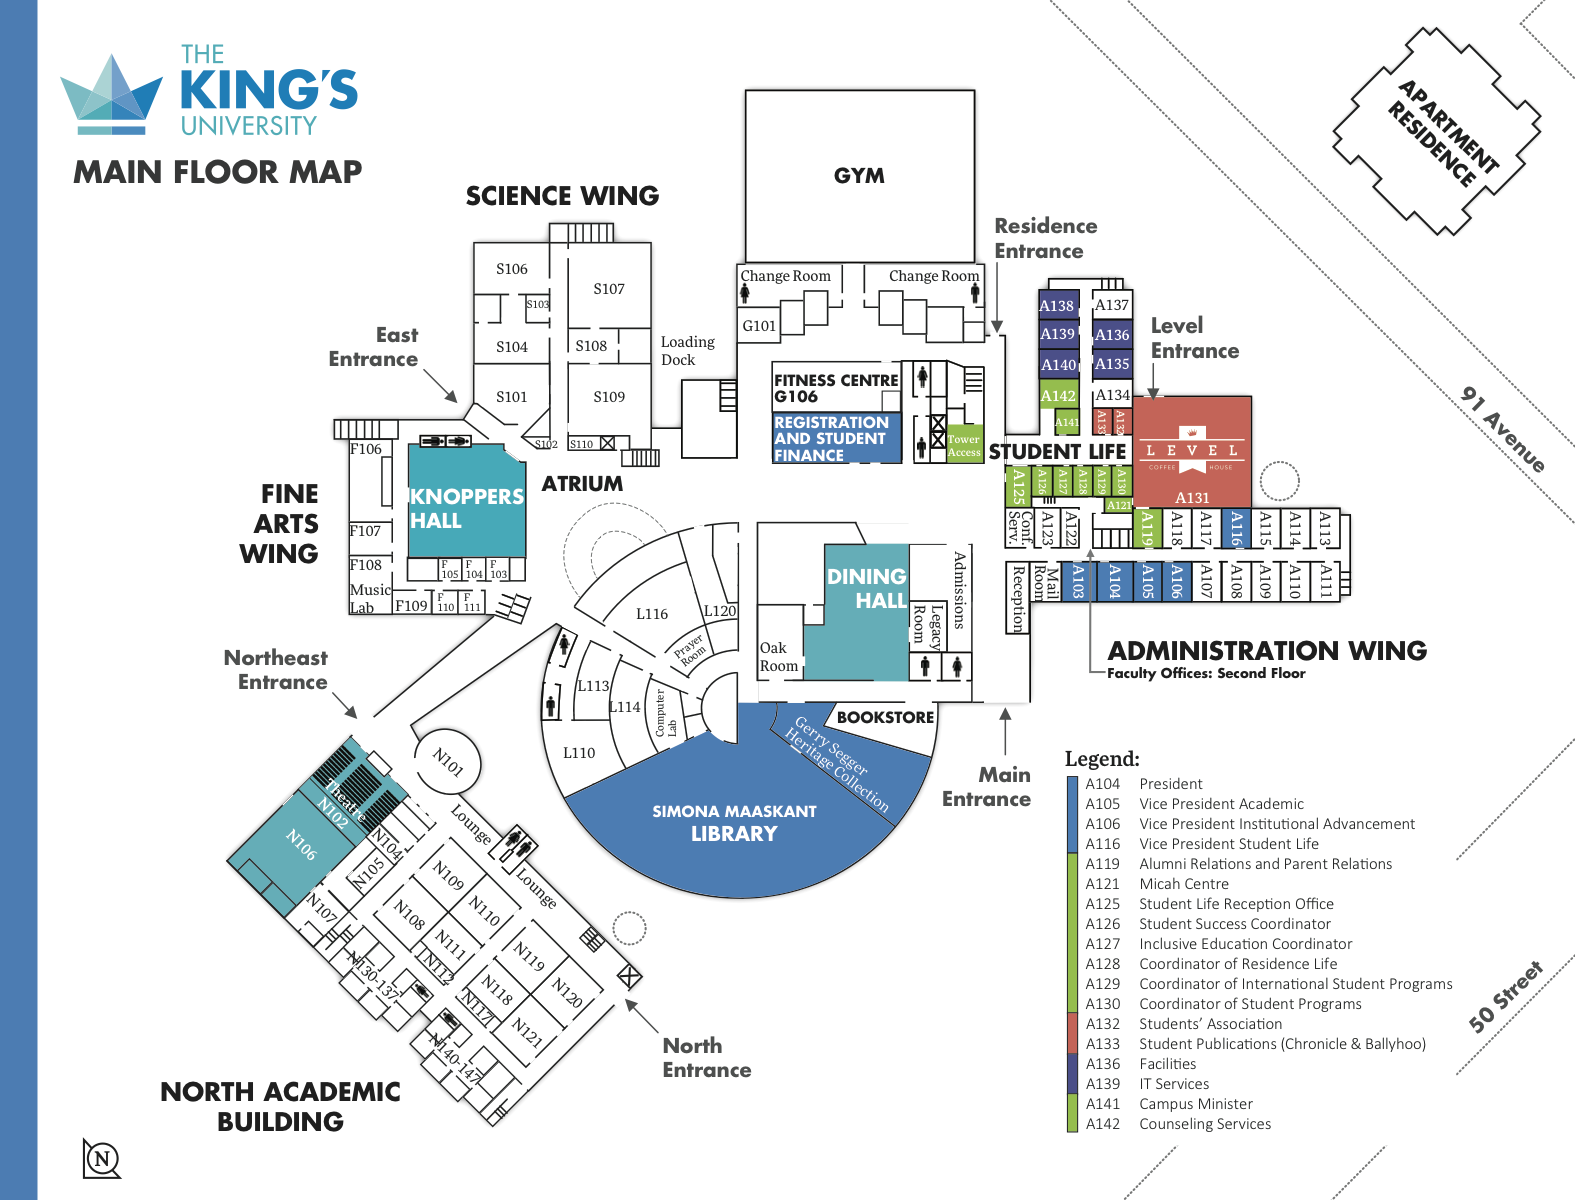 THE
KING'S
UNIVERSITY
MAIN FLOOR MAP
SCIENCE WING
S106
S103
S107
S104
S108
S101
S109
S102
S110
Loading
Dock
East
Entrance
GYM
Change Room
Change Room
G101
FITNESS CENTRE
G106
REGISTRATION
AND STUDENT
FINANCE
Tower
Access
Residence
Entrance
APARTMENT
RESIDENCE
91 Avenue
50 Street
A138
A137
A139
A136
A140
A135
A142
A134
A141
A133
A132
Level
Entrance
LEVEL
COFFEE HOUSE
A131
STUDENT LIFE
A125
A126
A127
A128
A129
A130
A121
Conf.
Serv.
A123
A122
A119
A118
A117
A116
A115
A114
A113
Reception
Mail
Room
A103
A104
A105
A106
A107
A108
A109
A110
A111
ADMINISTRATION WING
Faculty Offices: Second Floor
FINE
ARTS
WING
F106
F107
F108
Music
Lab
F109
F
105
F
104
F
103
F
110
F
111
KNOPPERS
HALL
ATRIUM
L116
L120
Prayer
Room
L113
L114
Computer
Lab
L110
DINING
HALL
Oak
Room
Admissions
Legacy
Room
BOOKSTORE
Gerry Segger
Heritage Collection
SIMONA MAASKANT
LIBRARY
Main
Entrance
Northeast
Entrance
N101
Lounge
Lounge
Theatre
N102
N106
N104
N105
N107
N109
N108
N110
N111
N112
N119
N118
N120
N117
N121
N130-137
N140-147
North
Entrance
NORTH ACADEMIC
BUILDING
N
Legend:
A104 President
A105 Vice President Academic
A106 Vice President Institutional Advancement
A116 Vice President Student Life
A119 Alumni Relations and Parent Relations
A121 Micah Centre
A125 Student Life Reception Office
A126 Student Success Coordinator
A127 Inclusive Education Coordinator
A128 Coordinator of Residence Life
A129 Coordinator of International Student Programs
A130 Coordinator of Student Programs
A132 Students' Association
A133 Student Publications (Chronicle & Ballyhoo)
A136 Facilities
A139 IT Services
A141 Campus Minister
A142 Counseling Services